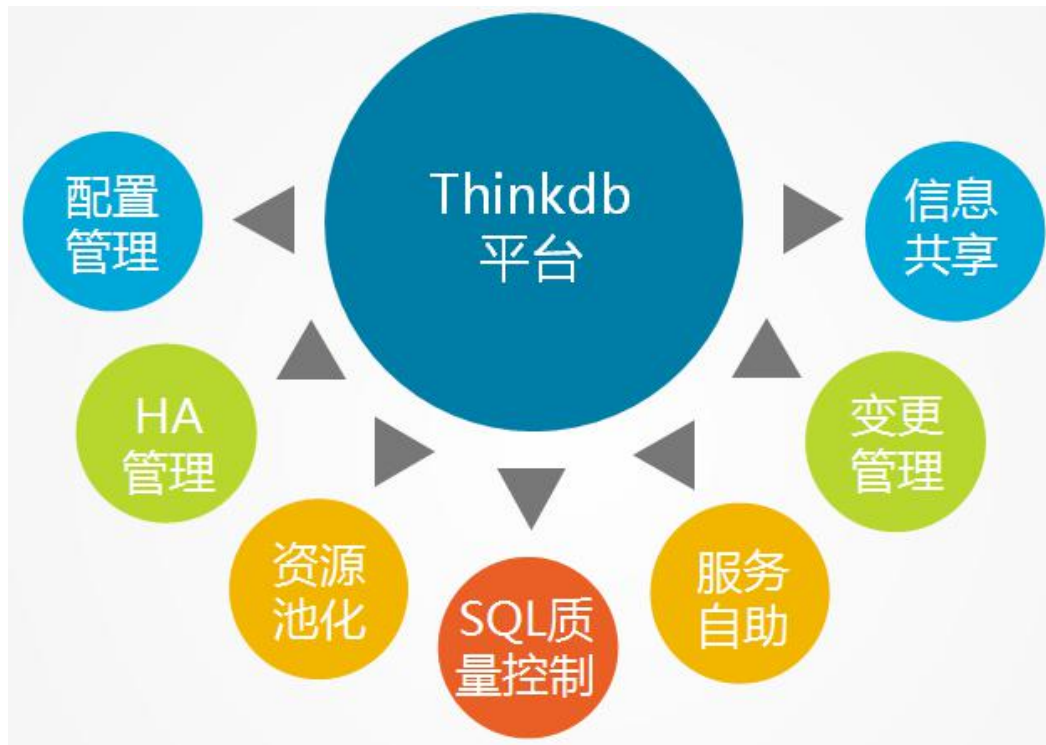 Thinkdb
平台
配置
管理
HA
管理
资源
池化
SQL质
量控制
服务
自助
变更
管理
信息
共享